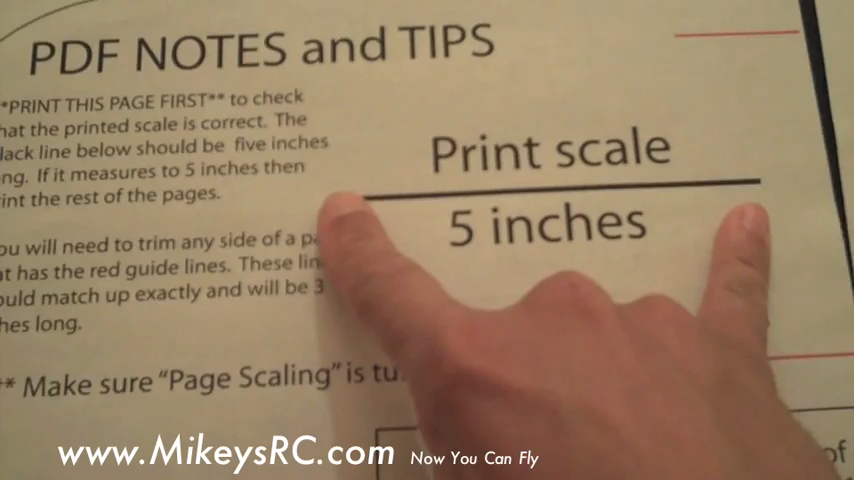 PDF NOTES and TIPS
*PRINT THIS PAGE FIRST** to check
hat the printed scale is correct. The
lack line below should be five inches
ng. If it measures to 5 inches then
int the rest of the pages.
Print scale
5 inches
ou will need to trim any side of a
at has the red guide lines. These
ould match up exactly and will be 3
hes long.
** Make sure "Page Scaling" is
www.MikeysRC.com Now You Can Fly
of